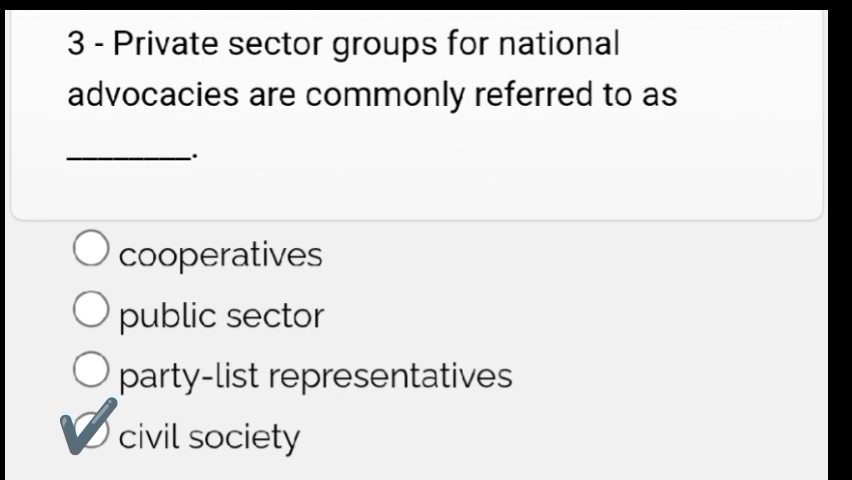 3 - Private sector groups for national
advocacies are commonly referred to as
________.
cooperatives
public sector
party-list representatives
civil society